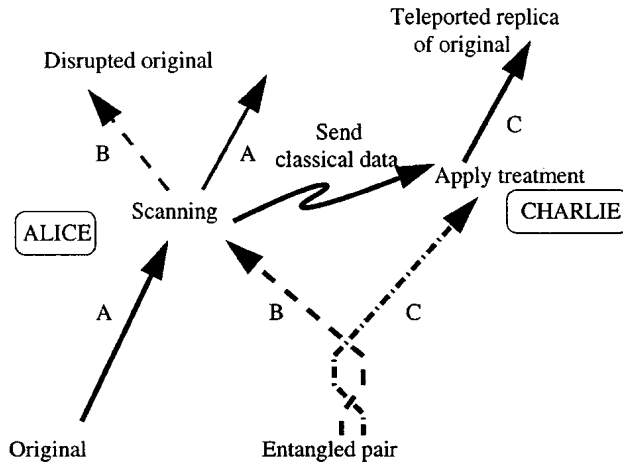 Teleported replica
of original
Disrupted original
Send
classical data
B
A
C
Scanning
Apply treatment
ALICE
CHARLIE
A
B
C
Original
Entangled pair